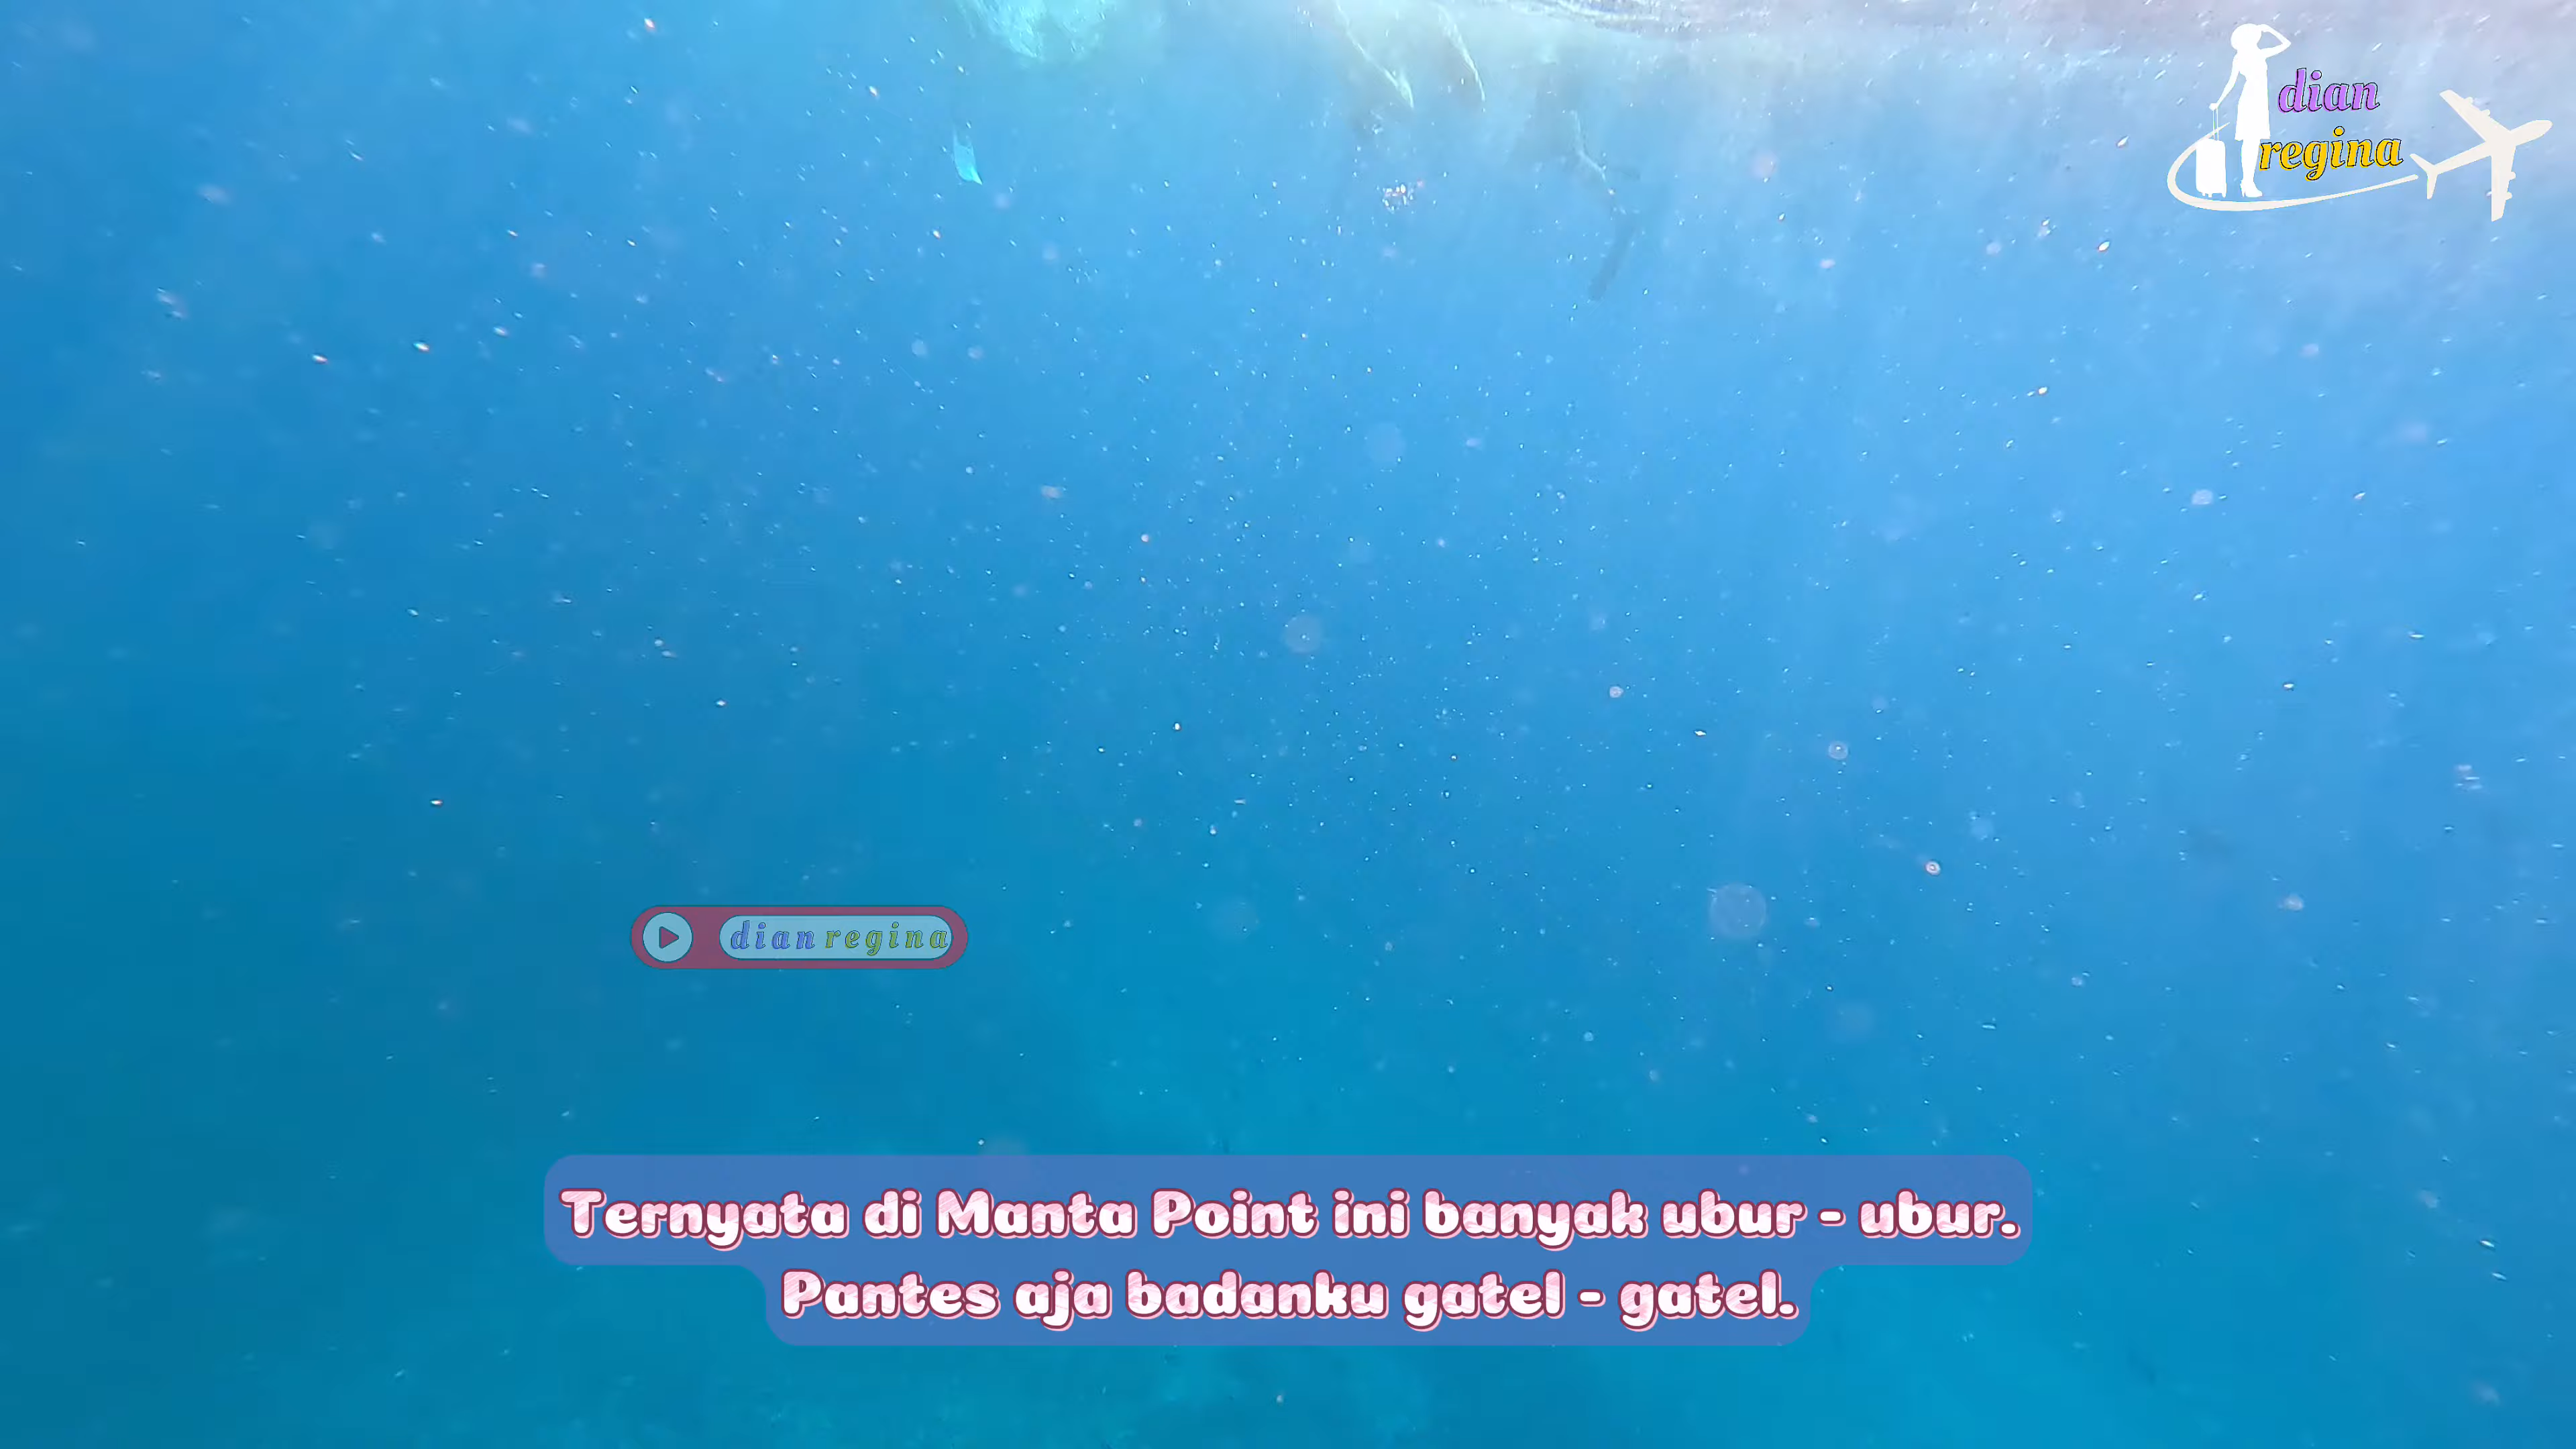 dian
regina
dian regina
Ternyata di Manta Point ini banyak ubur - ubur.
Pantes aja badanku gatel - gatel.